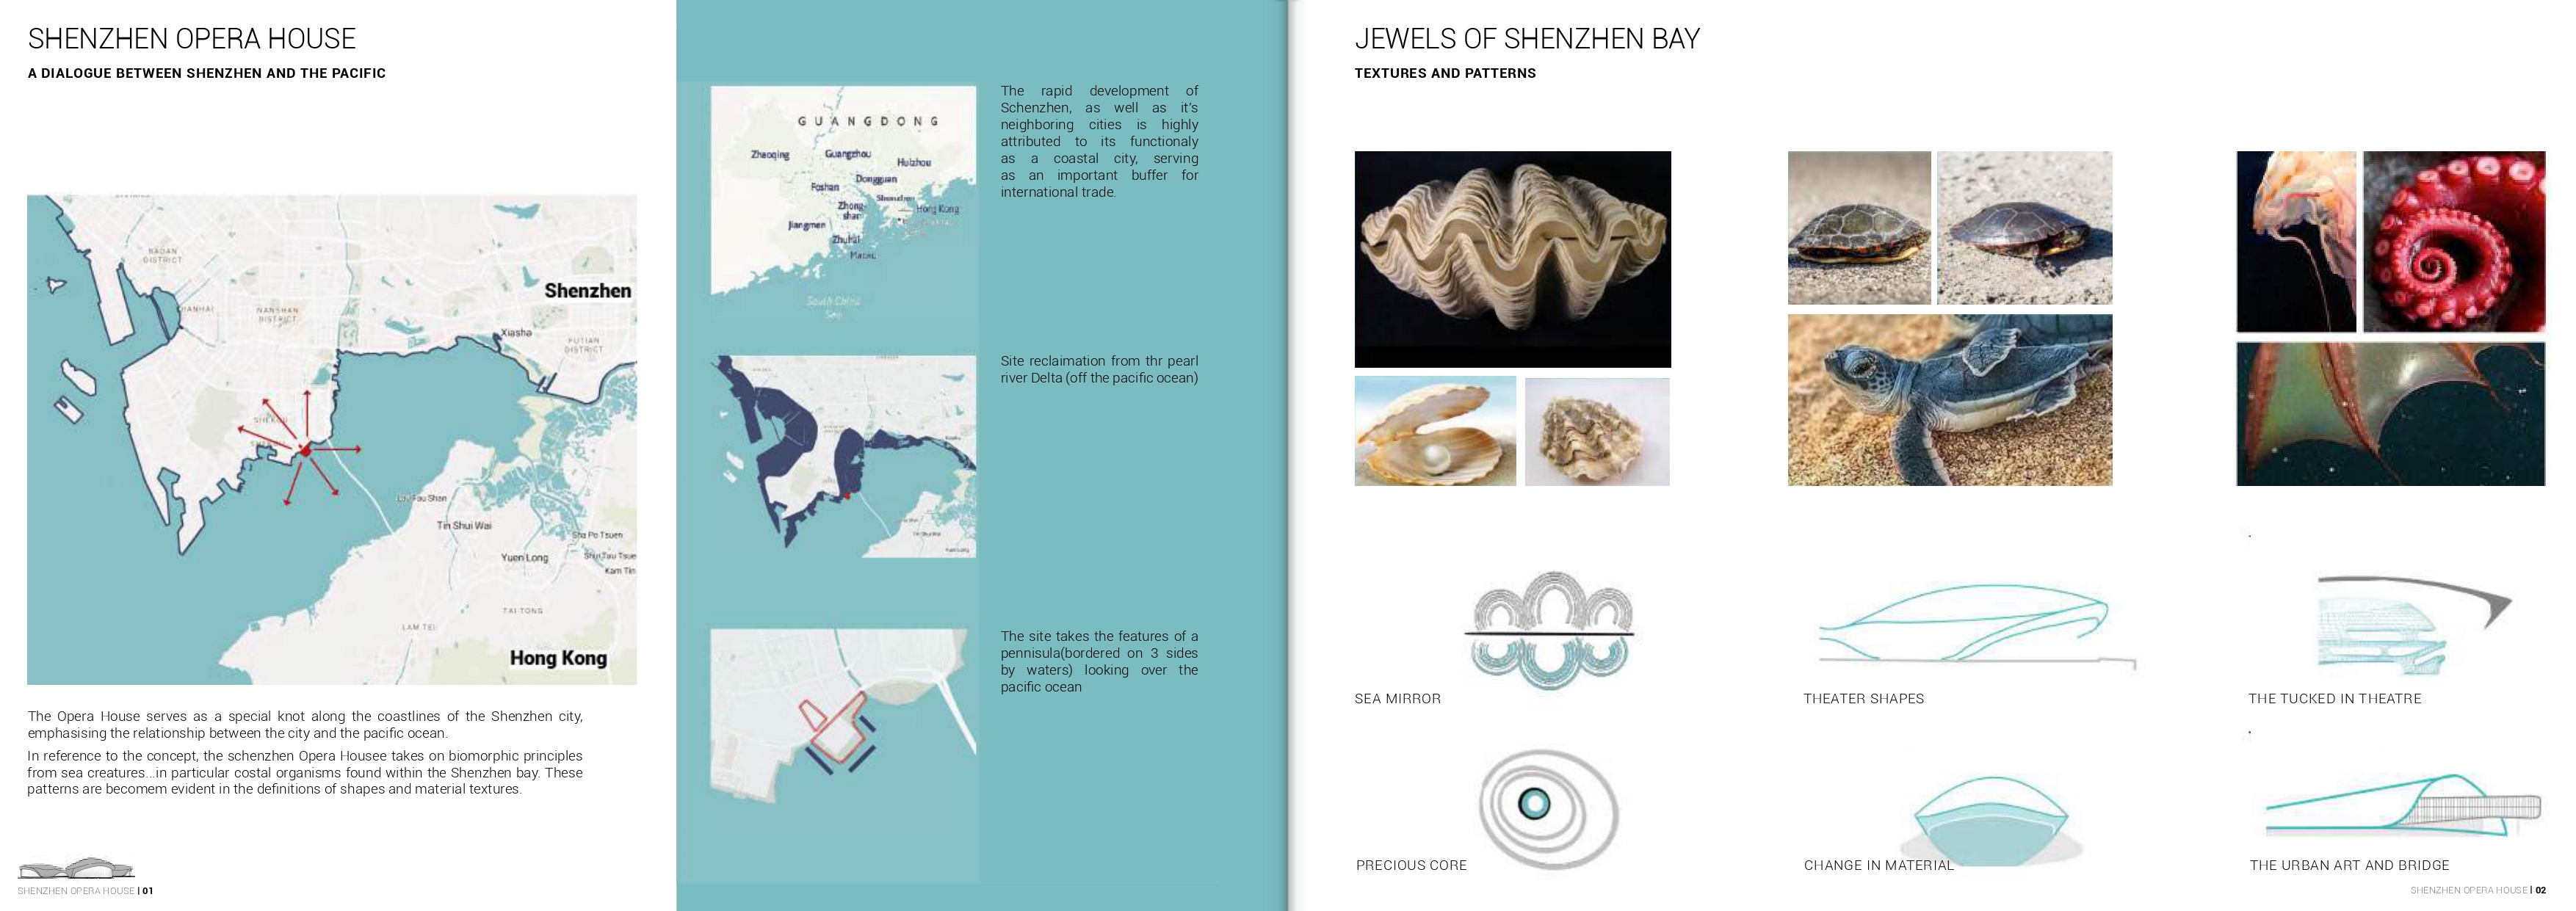 SHENZHEN OPERA HOUSE
A DIALOGUE BETWEEN SHENZHEN AND THE PACIFIC
DISTRICT
NANSHAN
DISTRICT
Shenzhen
Xiasha
DISTRICT
Tin Shui Wai
Yuen Long
Sha Po Tsuen
Kam Tin
TAI TONG
LAM TEI
Hong Kong
The Opera House serves as a special knot along the coastlines of the Shenzhen city,
emphasising the relationship between the city and the pacific ocean.
In reference to the concept, the schenzhen Opera Housee takes on biomorphic principles
from sea creatures...in particular costal organisms found within the Shenzhen bay. These
patterns are becomem evident in the definitions of shapes and material textures.
SHENZHEN OPERA HOUSE | 01
GUANGDONG
Zhaoqing
Guangzhou
Huizhou
Dongguan
Foshan
Shenzhen
Zhong-
shan
Hong Kong
Jiangmen
Zhuhai
Macau
South China
Sea
The rapid development of
Schenzhen, as well as it's
neighboring cities is highly
attributed to its functionaly
as a coastal city, serving
as an important buffer for
international trade.
Site reclaimation from thr pearl
river Delta (off the pacific ocean)
The site takes the features of a
pennisula(bordered on 3 sides
by waters) looking over the
pacific ocean
JEWELS OF SHENZHEN BAY
TEXTURES AND PATTERNS
SEA MIRROR
THEATER SHAPES
THE TUCKED IN THEATRE
PRECIOUS CORE
CHANGE IN MATERIAL
THE URBAN ART AND BRIDGE
SHENZHEN OPERA HOUSE | 02